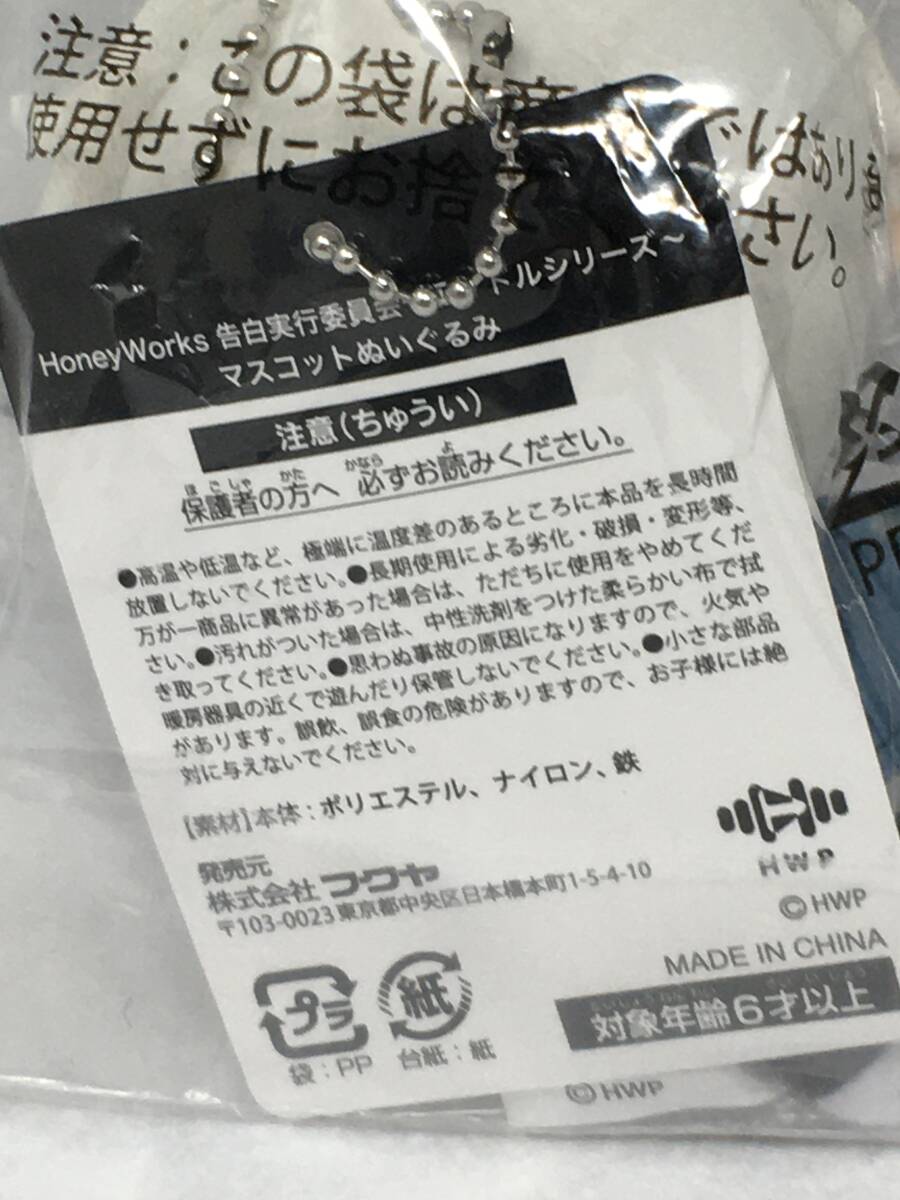 注意：この袋は ではあり
使用せずにお捨て さい。
HoneyWorks 告白実行委員会 トルシリーズ～
マスコットぬいぐるみ
注意(ちゅうい)
保護者の方へ 必ずお読みください。
●高温や低温など、極端に温度差のあるところに本品を長時間
放置しないでください。●長期使用による劣化・破損・変形等、
万が一商品に異常があった場合は、ただちに使用をやめてくだ
さい。●汚れがついた場合は、中性洗剤をつけた柔らかい布で拭
き取ってください。●思わぬ事故の原因になりますので、火気や
暖房器具の近くで遊んだり保管しないでください。●小さな部品
があります。誤飲、誤食の危険がありますので、お子様には絶
対に与えないでください。
【素材】本体：ポリエステル、ナイロン、鉄
発売元
株式会社フクヤ
〒103-0023東京都中央区日本橋本町1-5-4-10
HWP
©HWP
MADE IN CHINA
対象年齢6才以上
プラ 紙
袋：PP 台紙：紙
©HWP